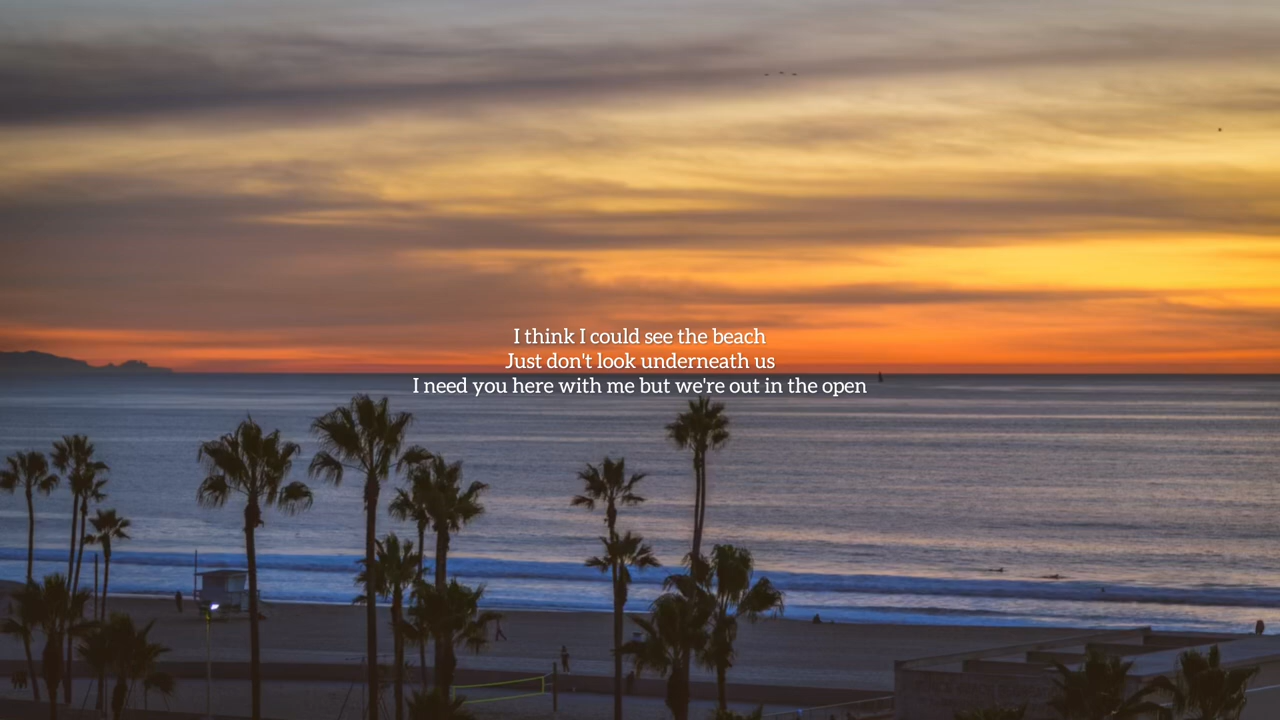 I think I could see the beach
Just don't look underneath us
I need you here with me but we're out in the open